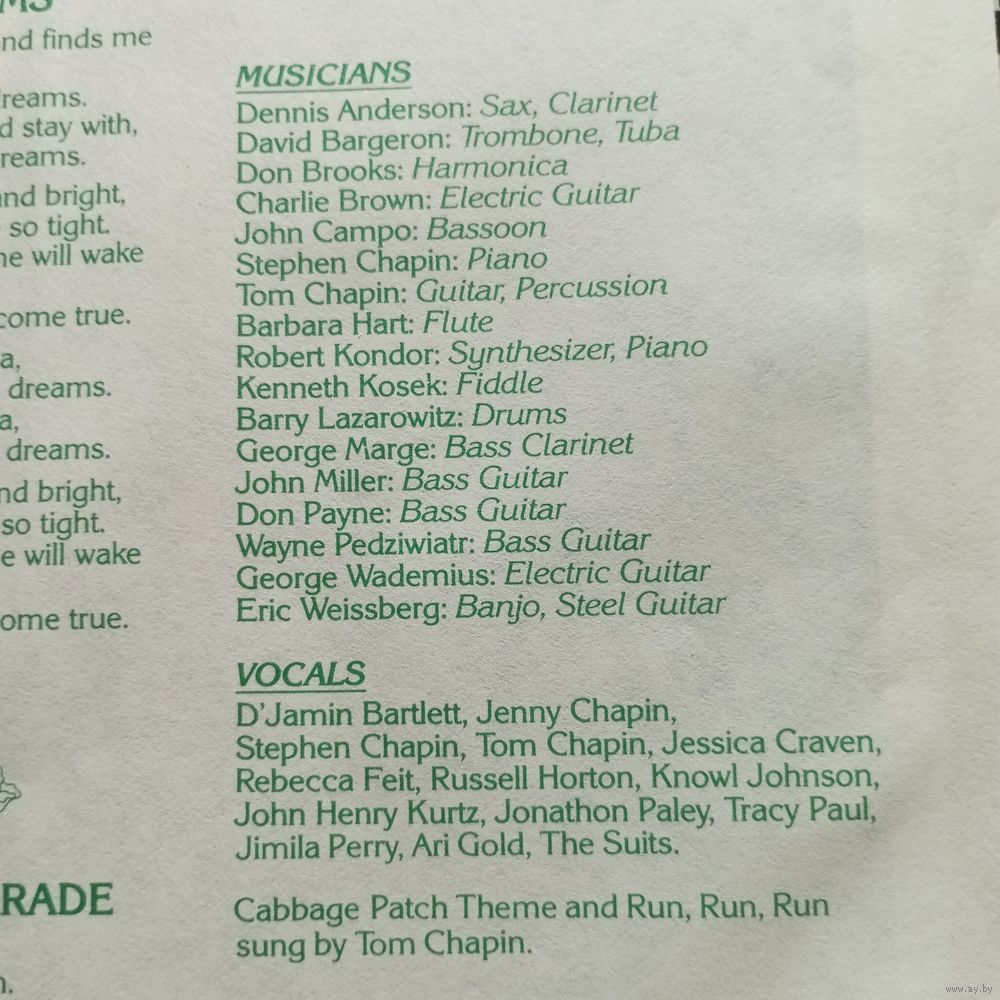 nd finds me
reams.
d stay with,
reams.
nd bright,
so tight.
ne will wake
come true.
a,
dreams.
a,
dreams.
nd bright,
so tight.
e will wake
ome true.
RADE
n.
MUSICIANS
Dennis Anderson: Sax, Clarinet
David Bargeron: Trombone, Tuba
Don Brooks: Harmonica
Charlie Brown: Electric Guitar
John Campo: Bassoon
Stephen Chapin: Piano
Tom Chapin: Guitar, Percussion
Barbara Hart: Flute
Robert Kondor: Synthesizer, Piano
Kenneth Kosek: Fiddle
Barry Lazarowitz: Drums
George Marge: Bass Clarinet
John Miller: Bass Guitar
Don Payne: Bass Guitar
Wayne Pedziwiatr: Bass Guitar
George Wademius: Electric Guitar
Eric Weissberg: Banjo, Steel Guitar
VOCALS
D'Jamin Bartlett, Jenny Chapin,
Stephen Chapin, Tom Chapin, Jessica Craven,
Rebecca Feit, Russell Horton, Knowl Johnson,
John Henry Kurtz, Jonathon Paley, Tracy Paul,
Jimila Perry, Ari Gold, The Suits.
Cabbage Patch Theme and Run, Run, Run
sung by Tom Chapin.
www.ay.by